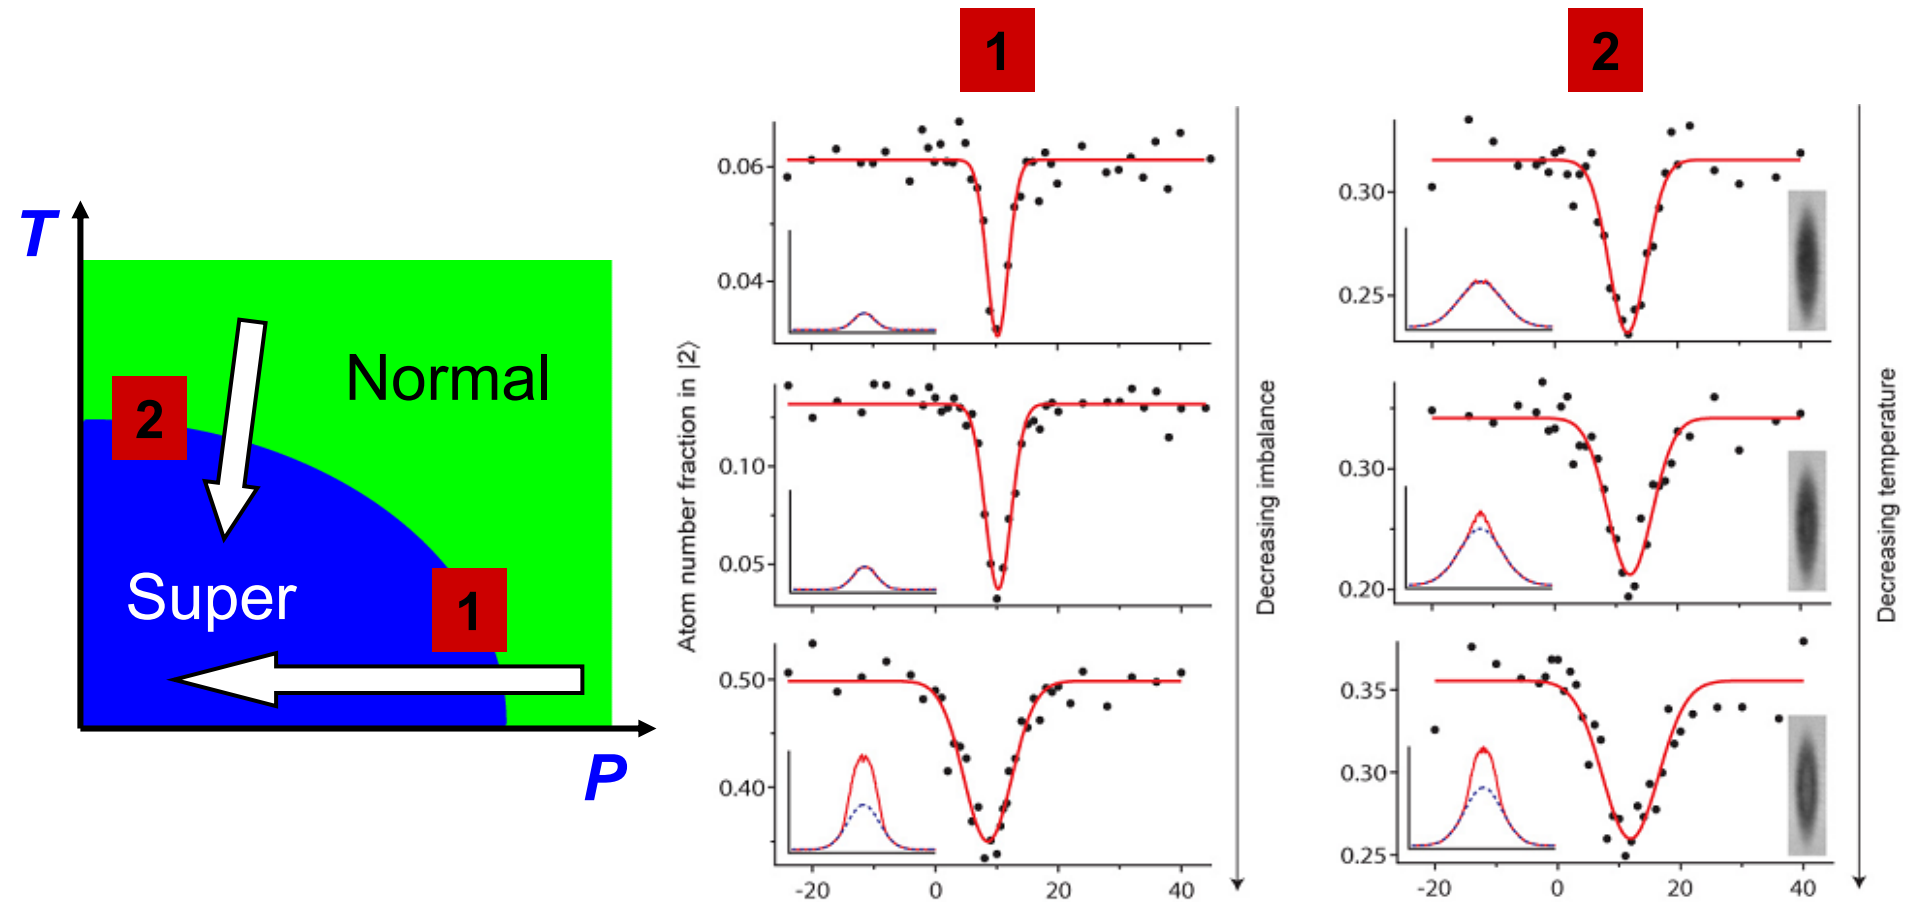 T
Normal
2
Super
1
P
1
Atom number fraction in |2⟩
0.06
0.04
0.10
0.05
0.50
0.40
-20 0 20 40
Decreasing imbalance
2
0.30
0.25
0.30
0.20
0.35
0.30
0.25
-20 0 20 40
Decreasing temperature